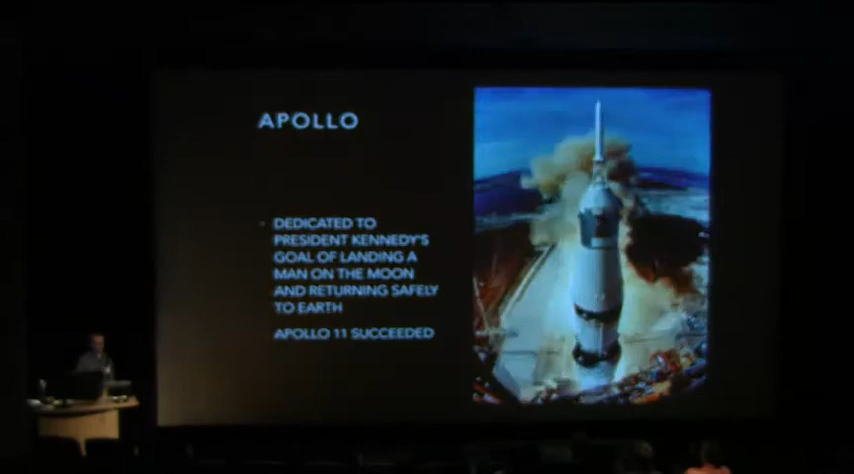 APOLLO
DEDICATED TO
PRESIDENT KENNEDY'S
GOAL OF LANDING A
MAN ON THE MOON
AND RETURNING SAFELY
TO EARTH
APOLLO 11 SUCCEEDED